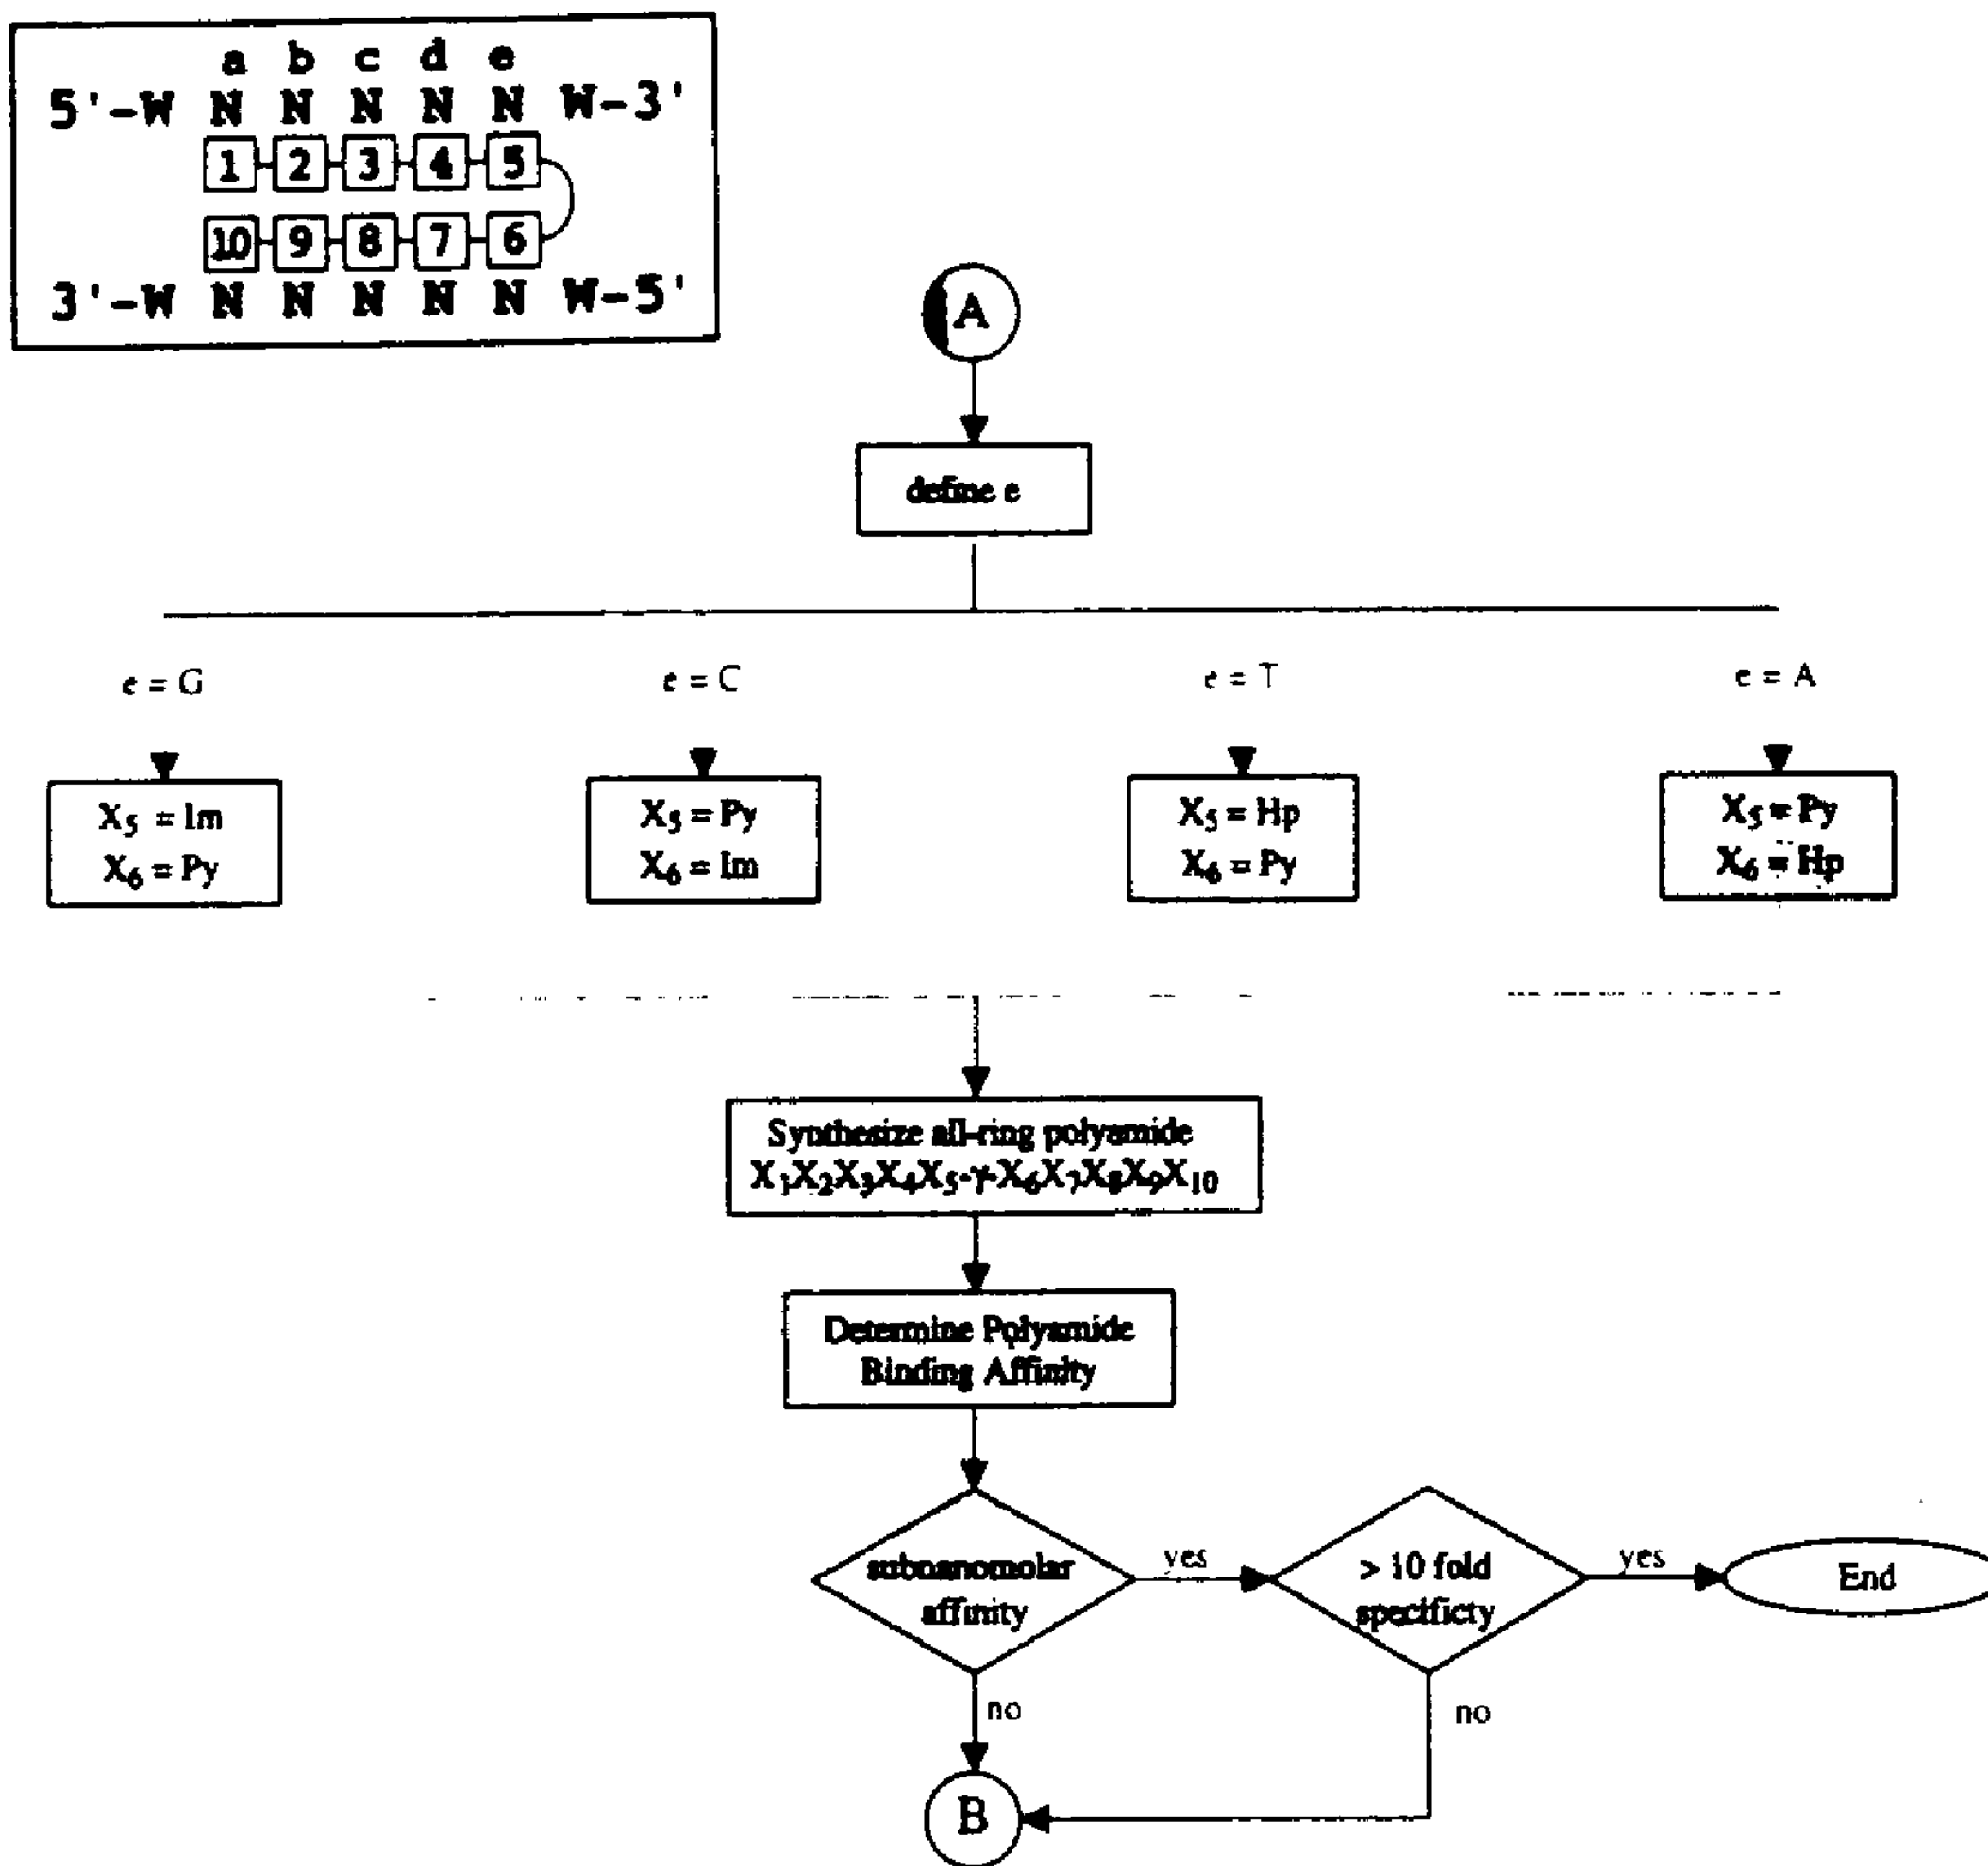 a b c d e
5'-W N N N N N W-3'
1 2 3 4 5
10 9 8 7 6
3'-W N N N N N W-5'
A
define e
e = G
e = C
e = T
e = A
X₅ = Im
X₆ = Py
X₅ = Py
X₆ = Im
X₅ = Hp
X₆ = Py
X₅ = Py
X₆ = Hp
Synthesize all-ring polyamide
X₁X₂X₃X₄X₅-γ-X₆X₇X₈X₉X₁₀
Determine Polyamide
Binding Affinity
subnanomolar
affinity
yes
> 10 fold
specificty
yes
End
no
no
B